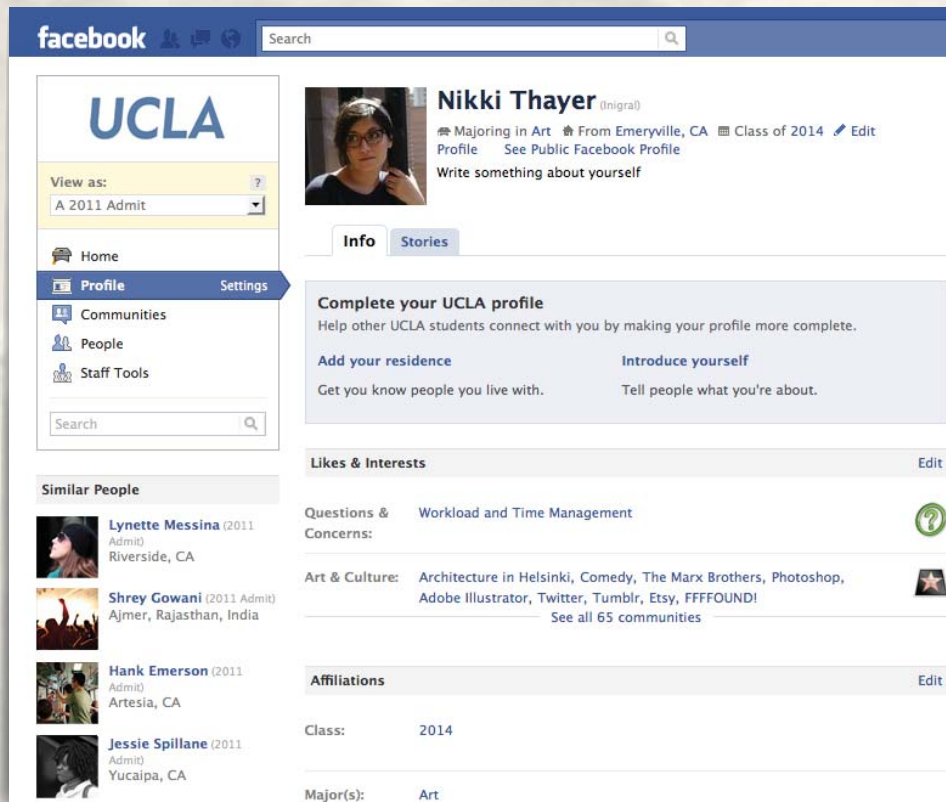 facebook
Search
UCLA
View as:
?
A 2011 Admit
Home
Profile Settings
Communities
People
Staff Tools
Search
Similar People
Lynette Messina (2011
Admit)
Riverside, CA
Shrey Gowani (2011 Admit)
Ajmer, Rajasthan, India
Hank Emerson (2011
Admit)
Artesia, CA
Jessie Spillane (2011
Admit)
Yucaipa, CA
Nikki Thayer (Inigral)
Majoring in Art From Emeryville, CA Class of 2014 Edit
Profile See Public Facebook Profile
Write something about yourself
Info Stories
Complete your UCLA profile
Help other UCLA students connect with you by making your profile more complete.
Add your residence Introduce yourself
Get you know people you live with. Tell people what you're about.
Likes & Interests Edit
Questions & Workload and Time Management
Concerns:
?
Art & Culture: Architecture in Helsinki, Comedy, The Marx Brothers, Photoshop,
Adobe Illustrator, Twitter, Tumblr, Etsy, FFFFOUND!
See all 65 communities
Affiliations Edit
Class: 2014
Major(s): Art